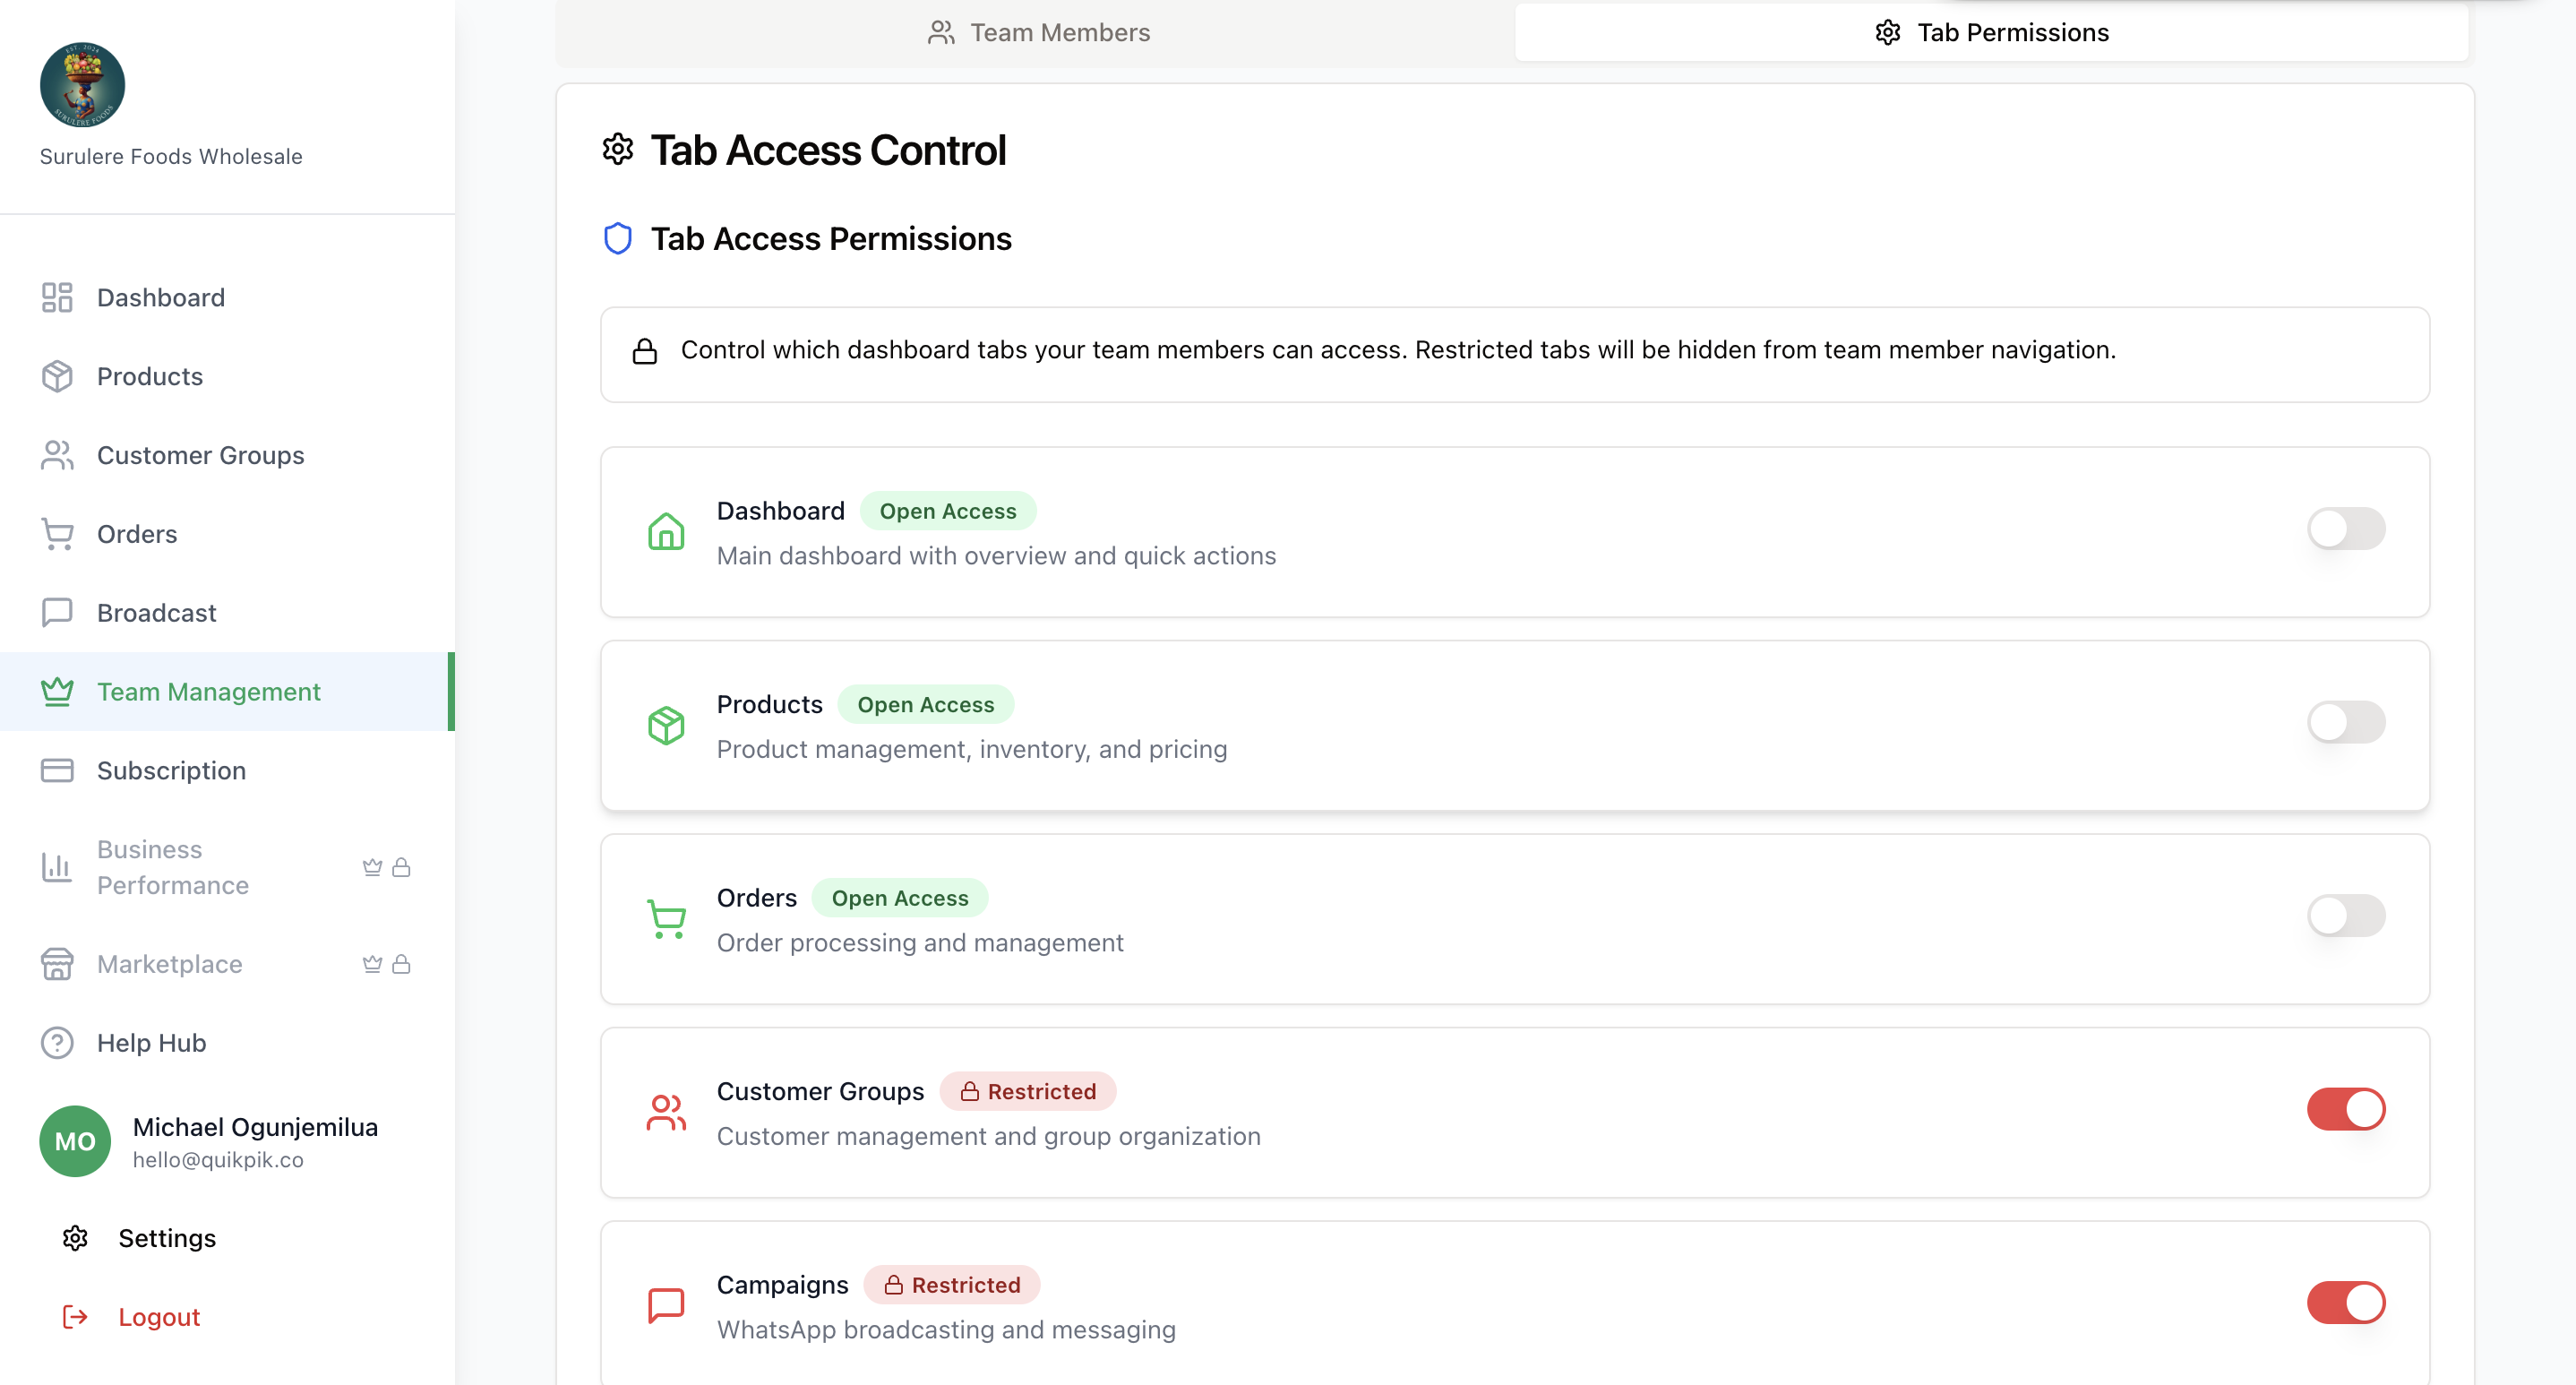 EST. 2024
SURULERE FOODS
Surulere Foods Wholesale
Dashboard
Products
Customer Groups
Orders
Broadcast
Team Management
Subscription
Business
Performance
Marketplace
Help Hub
MO
Michael Ogunjemilua
hello@quikpik.co
Settings
Logout
Team Members
Tab Permissions
Tab Access Control
Tab Access Permissions
Control which dashboard tabs your team members can access. Restricted tabs will be hidden from team member navigation.
Dashboard Open Access
Main dashboard with overview and quick actions
Products Open Access
Product management, inventory, and pricing
Orders Open Access
Order processing and management
Customer Groups Restricted
Customer management and group organization
Campaigns Restricted
WhatsApp broadcasting and messaging